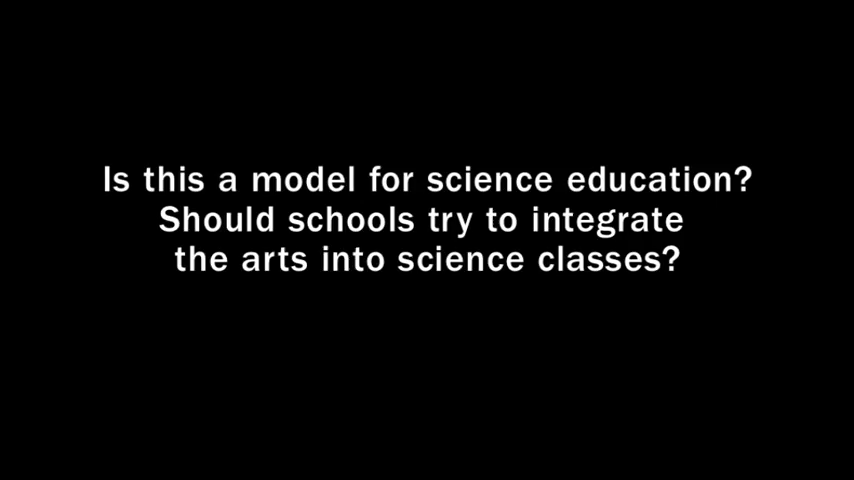 Is this a model for science education?
Should schools try to integrate
the arts into science classes?